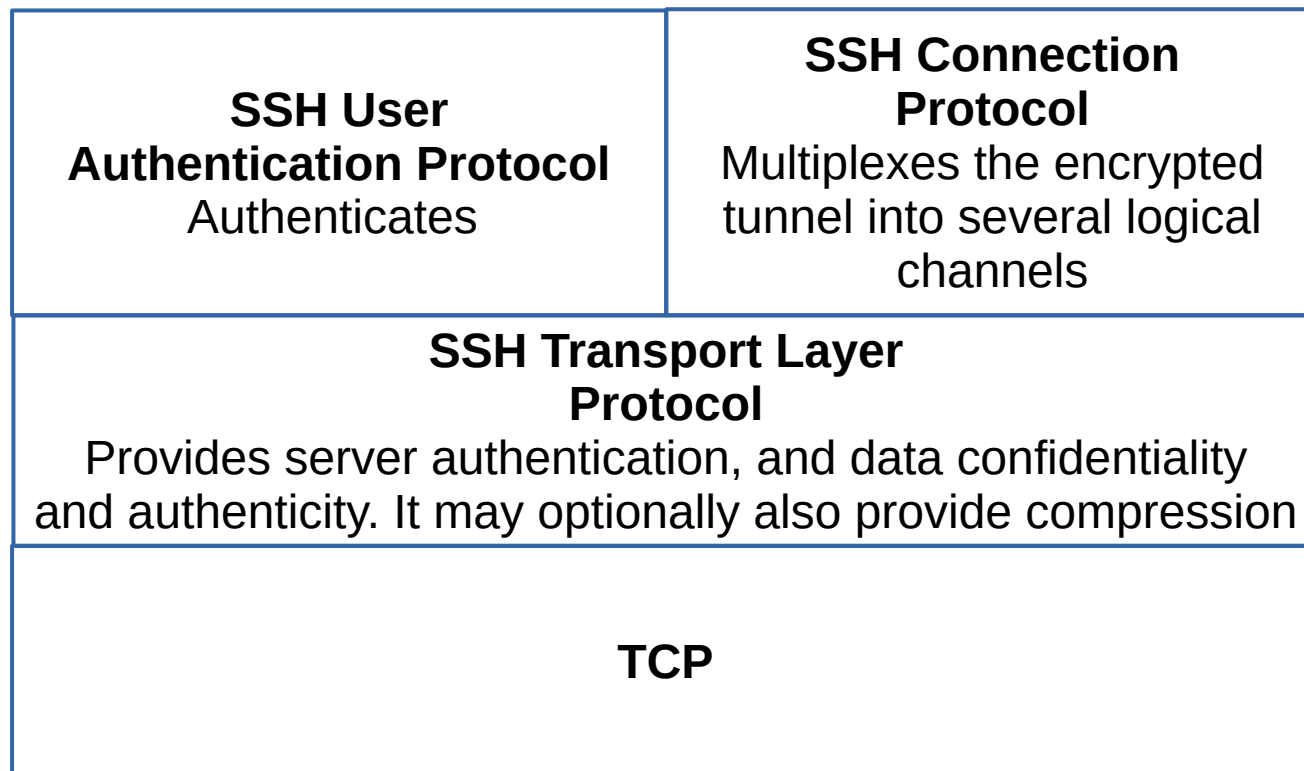 SSH User
Authentication Protocol
Authenticates
SSH Connection
Protocol
Multiplexes the encrypted
tunnel into several logical
channels
SSH Transport Layer
Protocol
Provides server authentication, and data confidentiality
and authenticity. It may optionally also provide compression
TCP